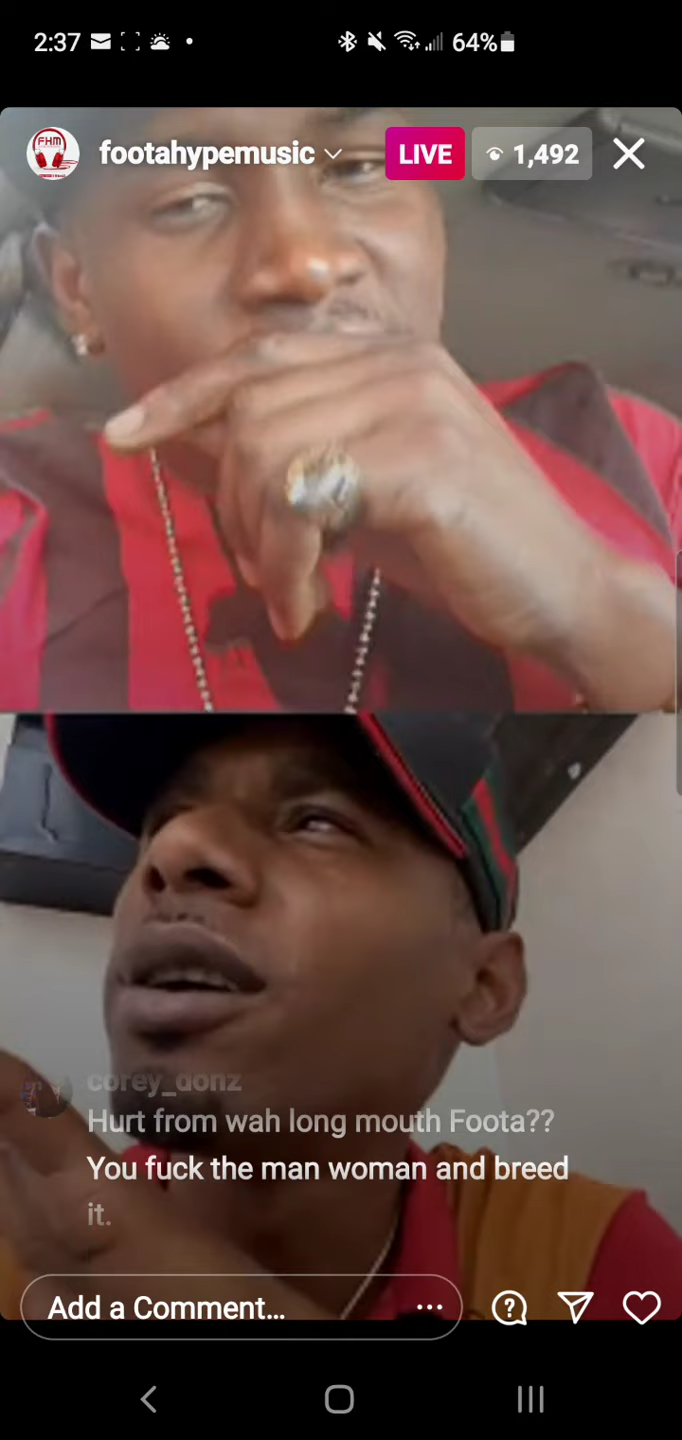 2:37 64%
FHM
footahypemusic LIVE 1,492
corey_donz
Hurt from wah long mouth Foota??
You fuck the man woman and breed
it.
Add a Comment...